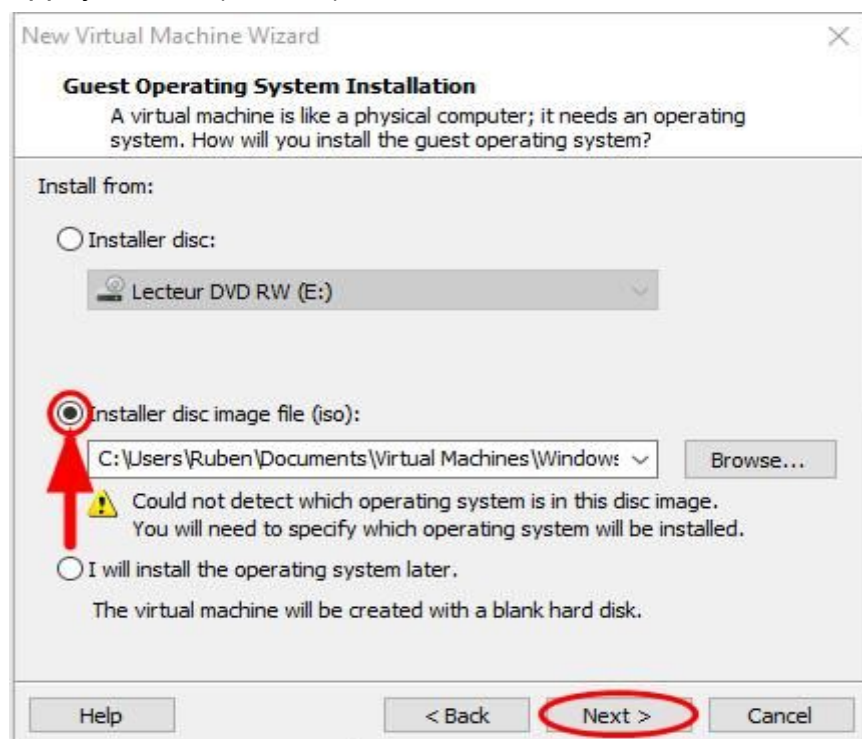 New Virtual Machine Wizard
Guest Operating System Installation
A virtual machine is like a physical computer; it needs an operating
system. How will you install the guest operating system?
Install from:
Installer disc:
Lecteur DVD RW (E:)
Installer disc image file (iso):
C:\Users\Ruben\Documents\Virtual Machines\Windows
Browse...
Could not detect which operating system is in this disc image.
You will need to specify which operating system will be installed.
I will install the operating system later.
The virtual machine will be created with a blank hard disk.
Help
< Back
Next >
Cancel